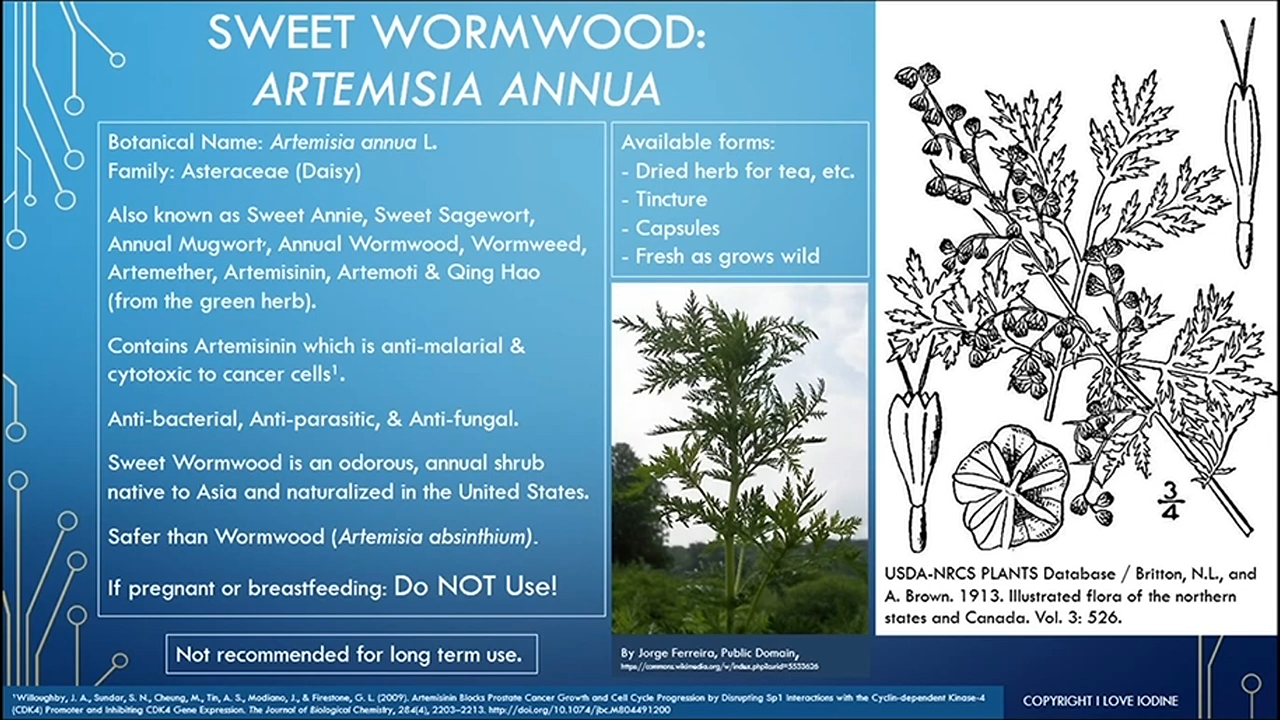 SWEET WORMWOOD:
ARTEMISIA ANNUA
Botanical Name: Artemisia annua L.
Family: Asteraceae (Daisy)
Also known as Sweet Annie, Sweet Sagewort,
Annual Mugwort, Annual Wormwood, Wormweed,
Artemether, Artemisinin, Artemoti & Qing Hao
(from the green herb).
Contains Artemisinin which is anti-malarial &
cytotoxic to cancer cells¹.
Anti-bacterial, Anti-parasitic, & Anti-fungal.
Sweet Wormwood is an odorous, annual shrub
native to Asia and naturalized in the United States.
Safer than Wormwood (Artemisia absinthium).
If pregnant or breastfeeding: Do NOT Use!
Not recommended for long term use.
Available forms:
- Dried herb for tea, etc.
- Tincture
- Capsules
- Fresh as grows wild
By Jorge Ferreira, Public Domain,
https://commons.wikimedia.org/w/index.php?curid=5533626
3
4
USDA-NRCS PLANTS Database / Britton, N.L., and
A. Brown. 1913. Illustrated flora of the northern
states and Canada. Vol. 3: 526.
¹Willoughby, J. A., Sundar, S. N., Cheung, M., Tin, A. S., Modiano, J., & Firestone, G. L. (2009). Artemisinin Blocks Prostate Cancer Growth and Cell Cycle Progression by Disrupting Sp1 Interactions with the Cyclin-dependent Kinase-4
(CDK4) Promoter and Inhibiting CDK4 Gene Expression. The Journal of Biological Chemistry, 284(4), 2203–2213. http://doi.org/10.1074/jbc.M804491200
COPYRIGHT I LOVE IODINE